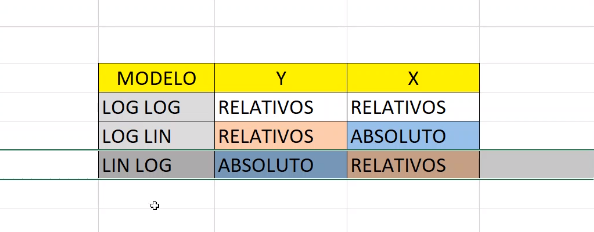 MODELO Y X
LOG LOG RELATIVOS RELATIVOS
LOG LIN RELATIVOS ABSOLUTO
LIN LOG ABSOLUTO RELATIVOS